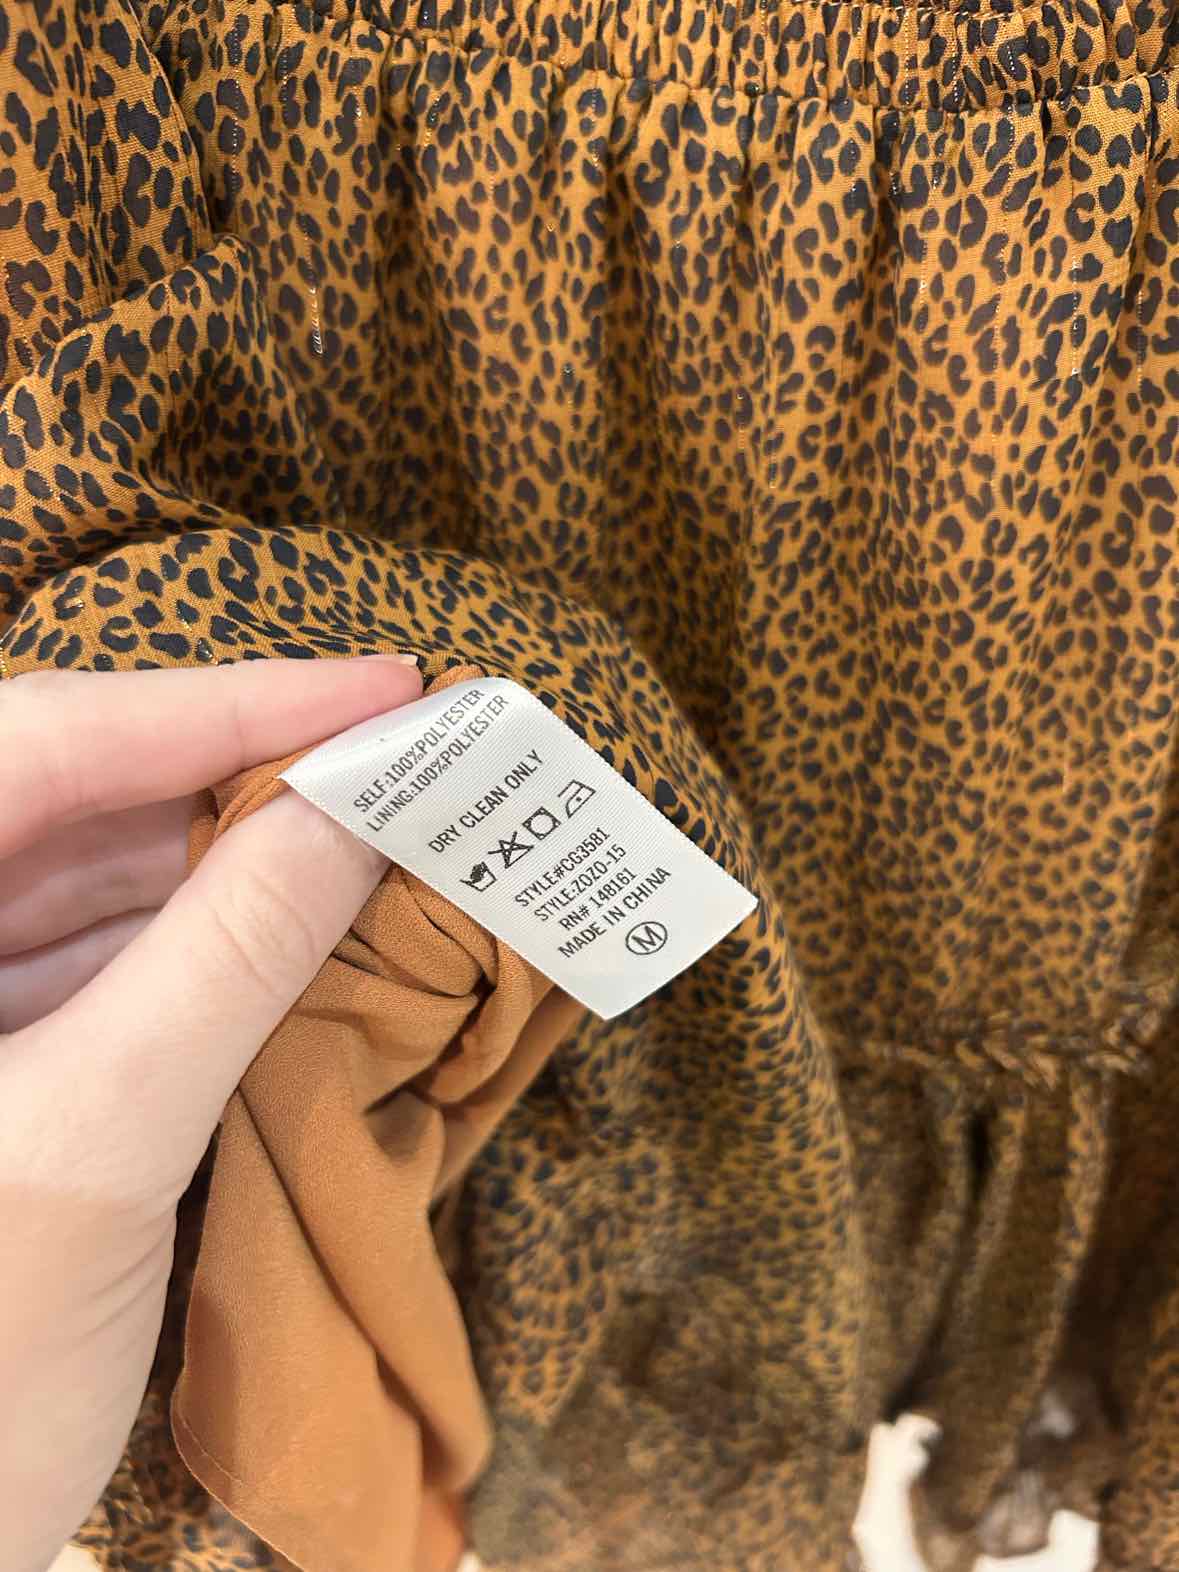 SELF:100%POLYESTER
LINING:100%POLYESTER
DRY CLEAN ONLY
STYLE#CG3581
STYLE:ZOZO-15
RN# 148161
MADE IN CHINA
M